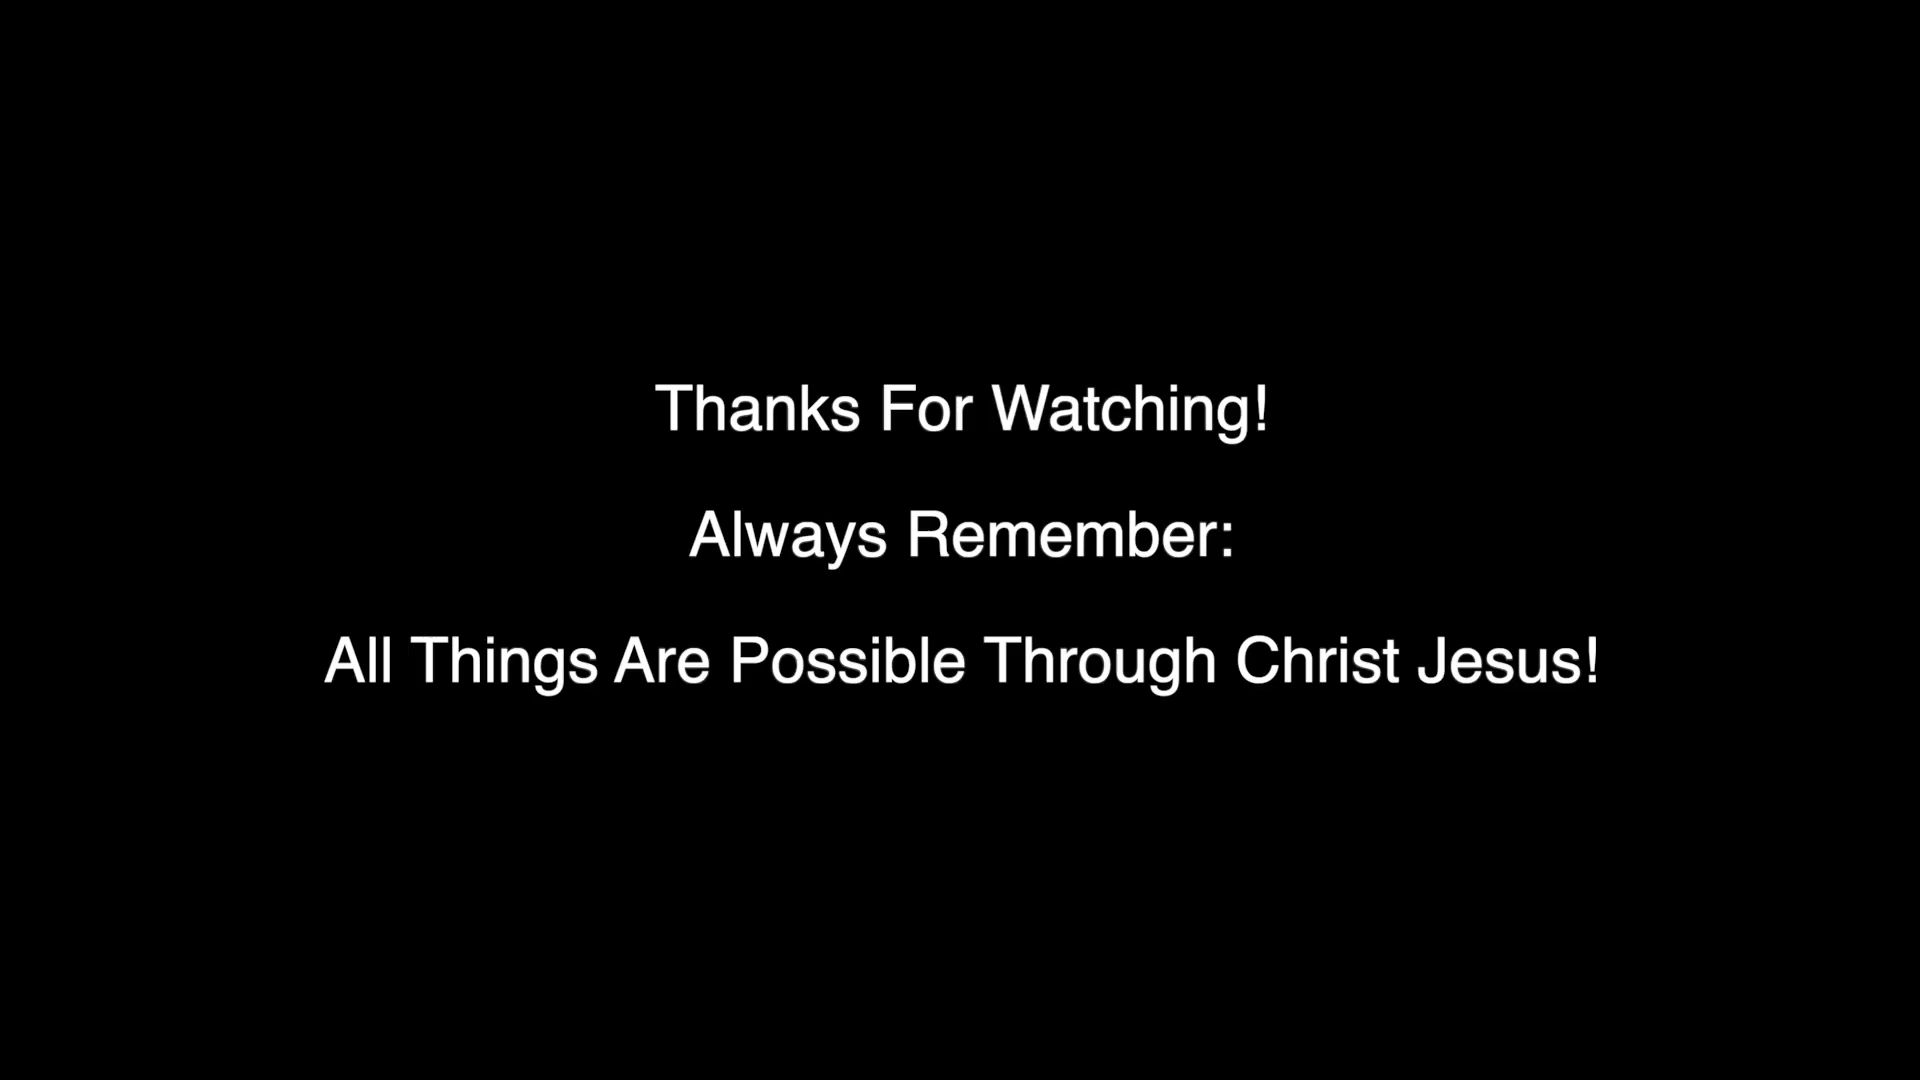 Thanks For Watching!
Always Remember:
All Things Are Possible Through Christ Jesus!